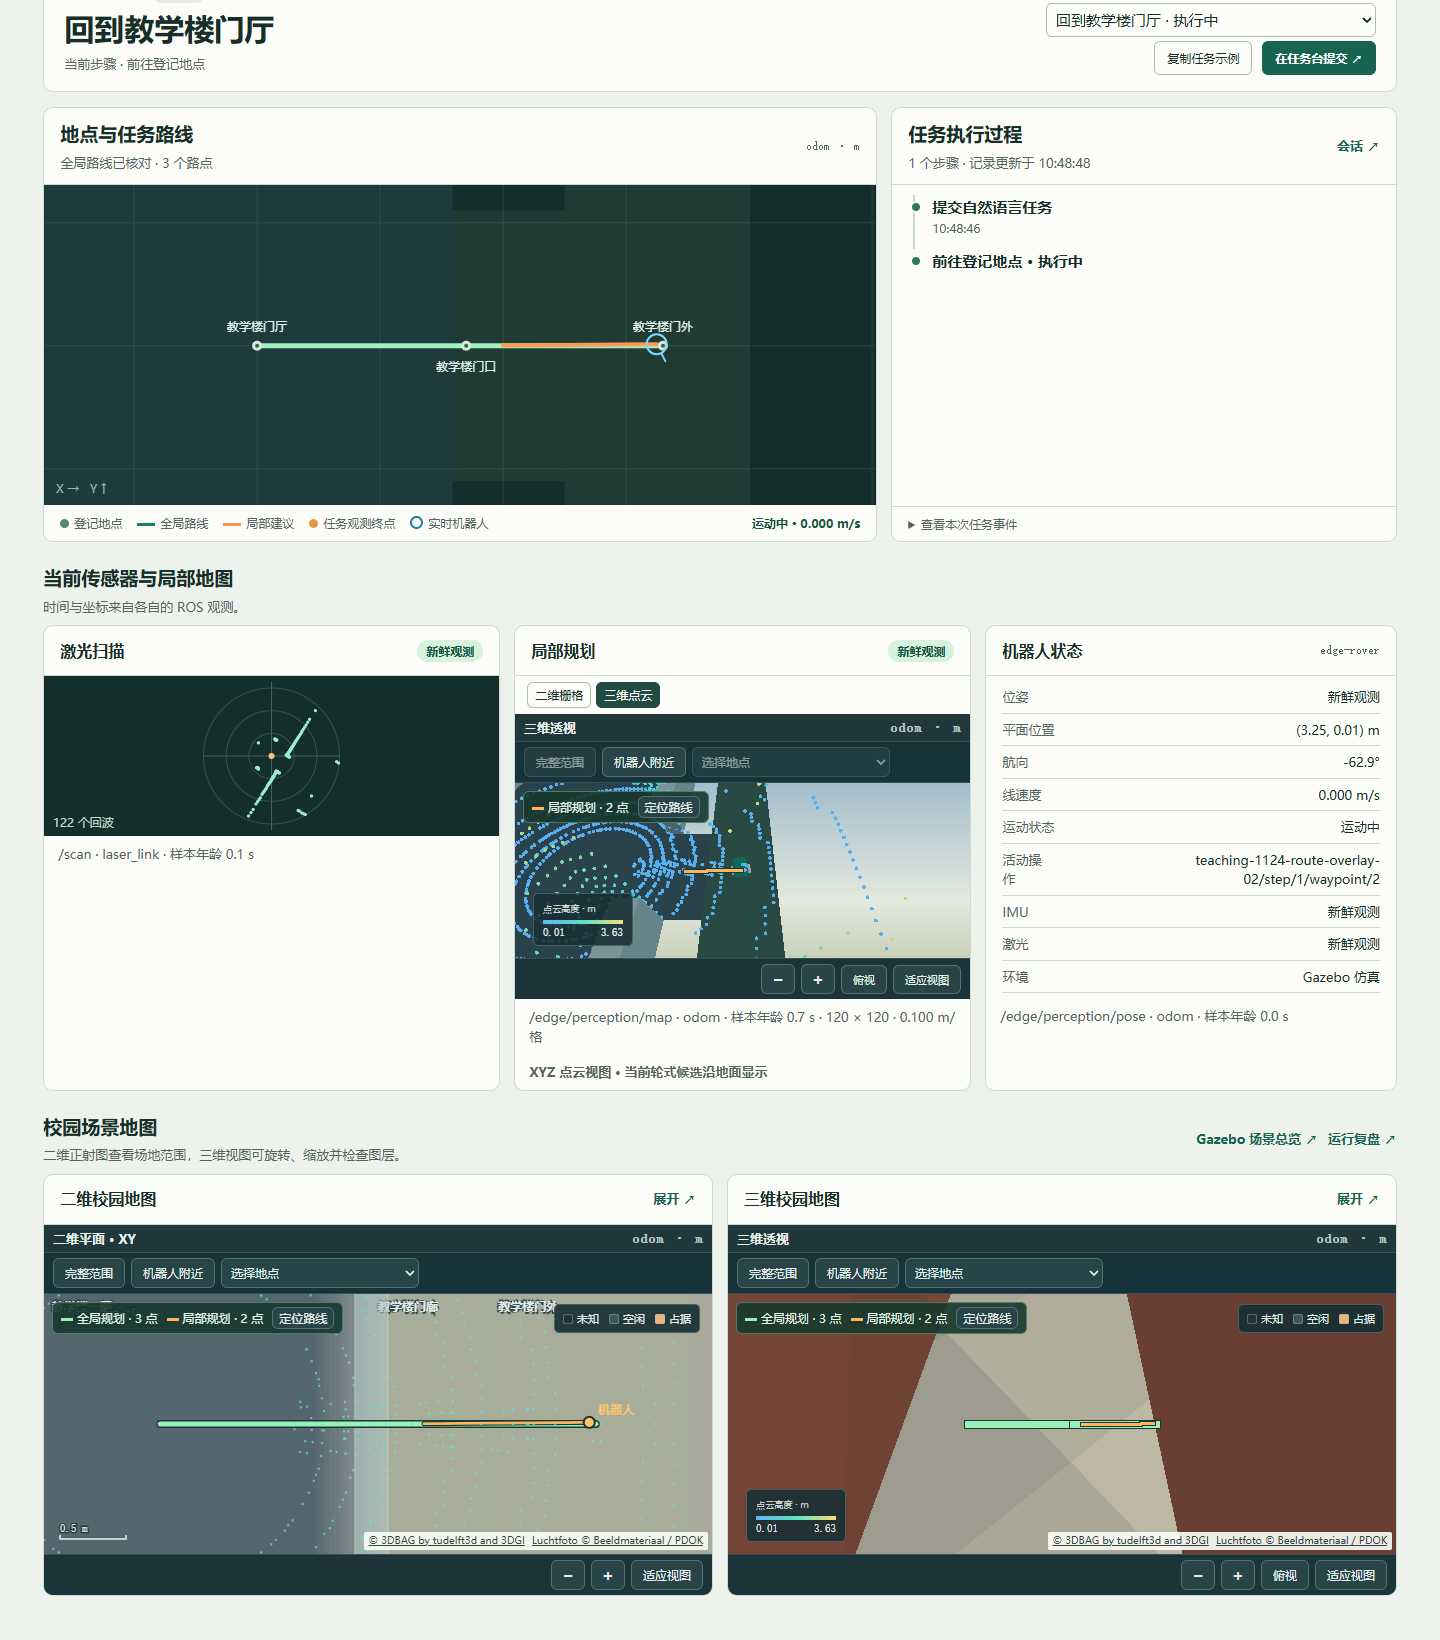 回到教学楼门厅
当前步骤 · 前往登记地点
回到教学楼门厅 · 执行中
复制任务示例
在任务台提交 ↗
地点与任务路线
全局路线已核对 · 3 个路点
odom · m
教学楼门厅
教学楼门外
教学楼门口
X→ Y↑
登记地点
全局路线
局部建议
任务观测终点
实时机器人
运动中 • 0.000 m/s
任务执行过程
1 个步骤 · 记录更新于 10:48:48
会话 ↗
提交自然语言任务
10:48:46
前往登记地点 • 执行中
▶ 查看本次任务事件
当前传感器与局部地图
时间与坐标来自各自的 ROS 观测。
激光扫描
新鲜观测
122 个回波
/scan · laser_link · 样本年龄 0.1 s
局部规划
新鲜观测
二维栅格
三维点云
三维透视
odom · m
完整范围
机器人附近
选择地点
局部规划 · 2 点
定位路线
点云高度 · m
0.01 3.63
−
+
俯视
适应视图
/edge/perception/map · odom · 样本年龄 0.7 s · 120 × 120 · 0.100 m/
格
XYZ 点云视图 • 当前轮式候选沿地面显示
机器人状态
edge-rover
位姿 新鲜观测
平面位置 (3.25, 0.01) m
航向 -62.9°
线速度 0.000 m/s
运动状态 运动中
活动操 teaching-1124-route-overlay-
作 02/step/1/waypoint/2
IMU 新鲜观测
激光 新鲜观测
环境 Gazebo 仿真
/edge/perception/pose · odom · 样本年龄 0.0 s
校园场景地图
二维正射图查看场地范围，三维视图可旋转、缩放并检查图层。
Gazebo 场景总览 ↗
运行复盘 ↗
二维校园地图
展开 ↗
二维平面 • XY
odom · m
完整范围
机器人附近
选择地点
教学楼门廊
教学楼门外
全局规划 · 3 点
局部规划 · 2 点
定位路线
未知
空闲
占据
机器人
0.5 m
© 3DBAG by tudelft3d and 3DGI Luchtfoto © Beeldmateriaal / PDOK
−
+
适应视图
三维校园地图
展开 ↗
三维透视
odom · m
完整范围
机器人附近
选择地点
全局规划 · 3 点
局部规划 · 2 点
定位路线
未知
空闲
占据
点云高度 · m
0.01 3.63
© 3DBAG by tudelft3d and 3DGI Luchtfoto © Beeldmateriaal / PDOK
−
+
俯视
适应视图